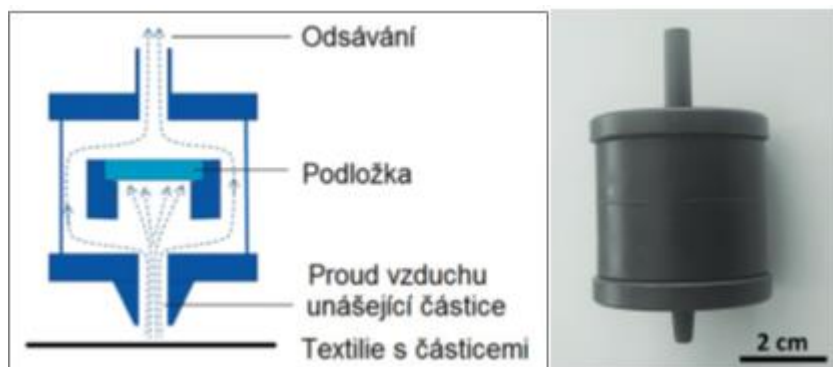 Odsávání
Podložka
Proud vzduchu
unášející částice
Textilie s částicemi
2 cm